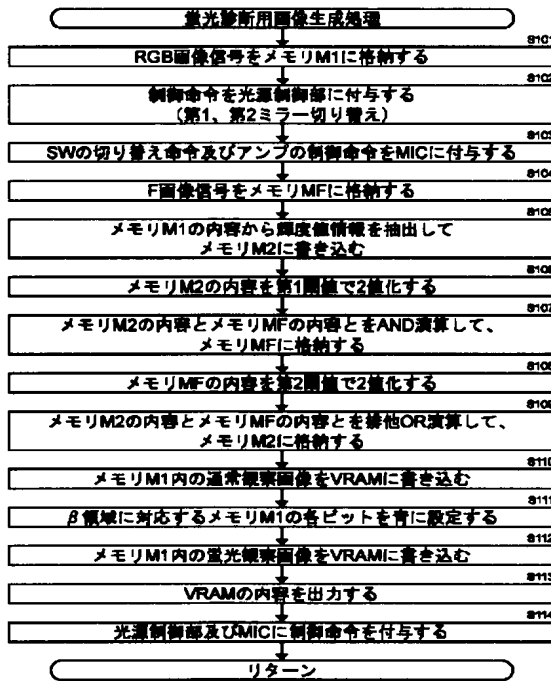 蛍光診断用画像生成処理
S101
RGB画像信号をメモリM1に格納する
S102
制御命令を光源制御部に付与する
(第1、第2ミラー切り替え)
S103
SWの切り替え命令及びアンプの制御命令をMICに付与する
S104
F画像信号をメモリMFに格納する
S105
メモリM1の内容から輝度値情報を抽出して
メモリM2に書き込む
S106
メモリM2の内容を第1閾値で2値化する
S107
メモリM2の内容とメモリMFの内容とをAND演算して、
メモリMFに格納する
S108
メモリMFの内容を第2閾値で2値化する
S109
メモリM2の内容とメモリMFの内容とを排他OR演算して、
メモリM2に格納する
S110
メモリM1内の通常観察画像をVRAMに書き込む
S111
β領域に対応するメモリM1の各ビットを青に設定する
S112
メモリM1内の蛍光観察画像をVRAMに書き込む
S113
VRAMの内容を出力する
S114
光源制御部及びMICに制御命令を付与する
リターン